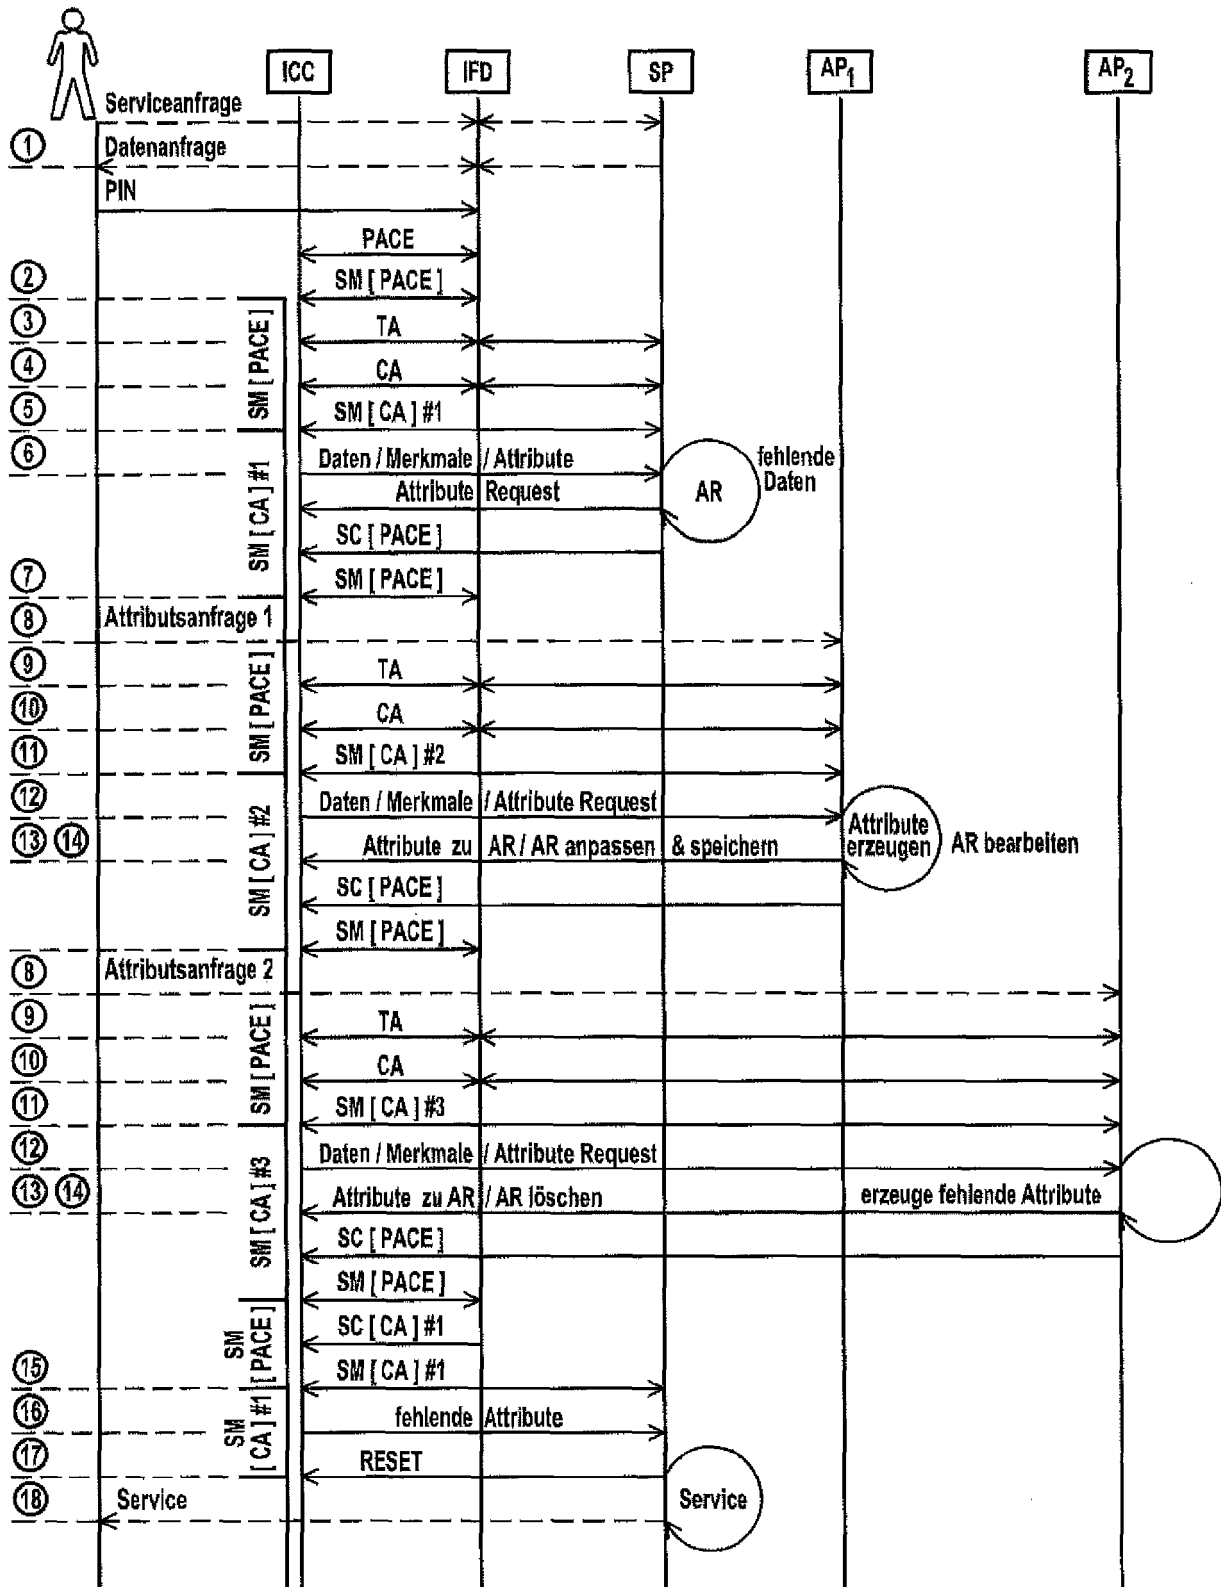 ICC IFD SP AP1 AP2
Serviceanfrage
1 Datenanfrage
PIN
PACE
2 SM [ PACE ]
3 TA
SM [ PACE ]
4 CA
5 SM [ CA ] #1
6 Daten / Merkmale / Attribute
fehlende
Daten
AR
Attribute Request
SM [ CA ] #1
SC [ PACE ]
7 SM [ PACE ]
8 Attributsanfrage 1
9 TA
SM [ PACE ]
10 CA
11 SM [ CA ] #2
12 Daten / Merkmale / Attribute Request
Attribute
erzeugen
AR bearbeiten
13 14 Attribute zu AR / AR anpassen & speichern
SM [ CA ] #2
SC [ PACE ]
SM [ PACE ]
8 Attributsanfrage 2
9 TA
SM [ PACE ]
10 CA
11 SM [ CA ] #3
12 Daten / Merkmale / Attribute Request
13 14 Attribute zu AR / AR löschen erzeuge fehlende Attribute
SM [ CA ] #3
SC [ PACE ]
SM [ PACE ]
SM
[ PACE ]
SC [ CA ] #1
15 SM [ CA ] #1
16 fehlende Attribute
SM
[ CA ] #1
17 RESET
18 Service
Service